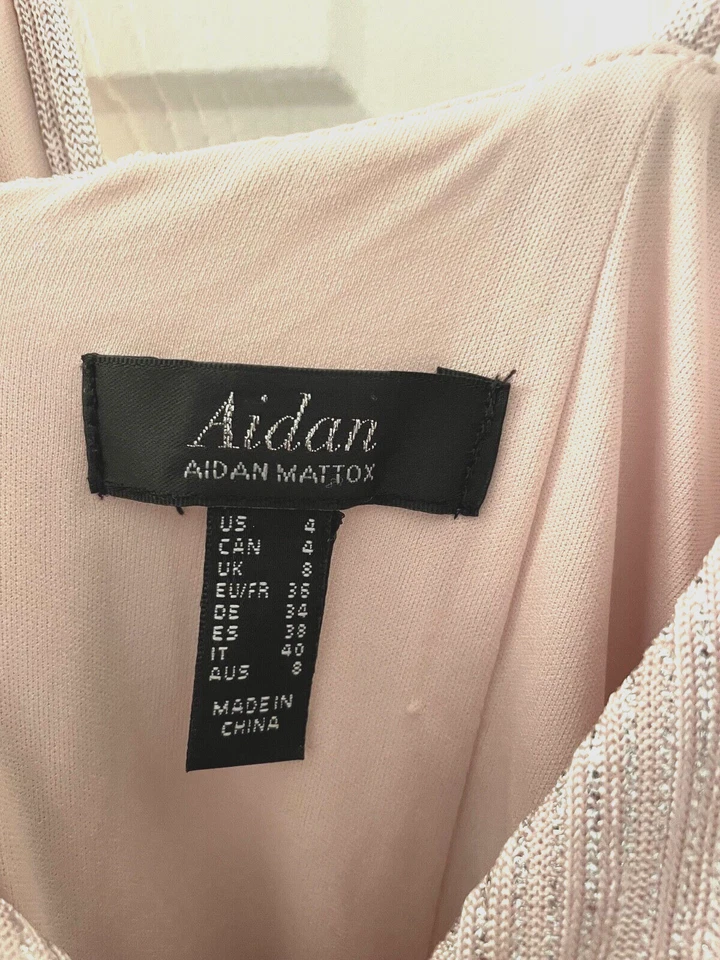 Aidan
AIDAN MATTOX
US 4
CAN 4
UK 8
EU/FR 36
DE 34
ES 38
IT 40
AUS 8
MADE IN
CHINA